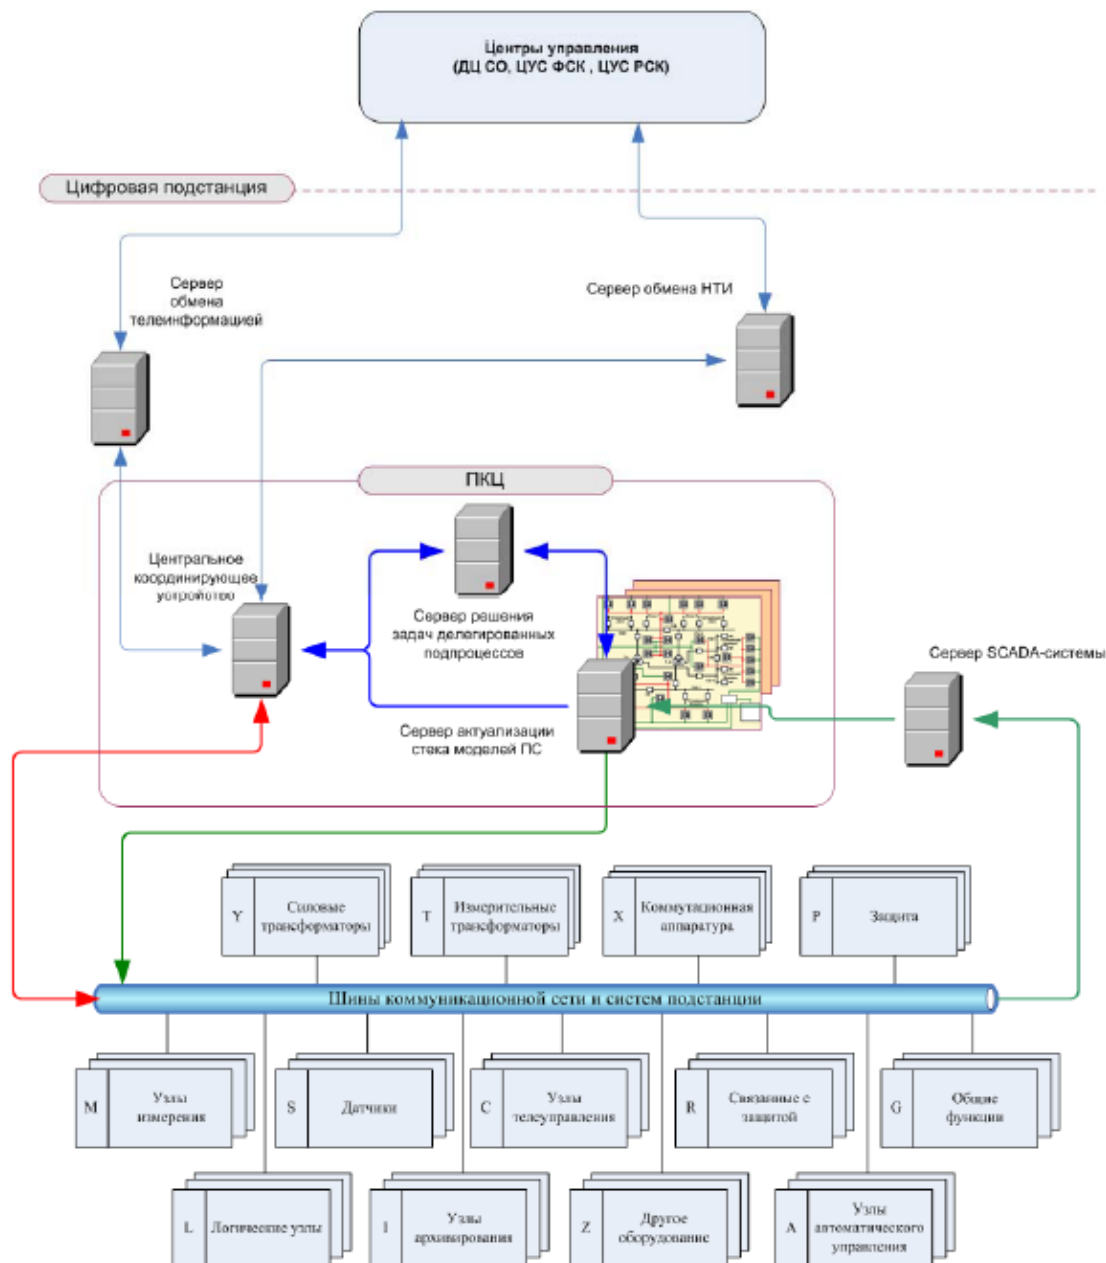 Центры управления
(ДЦ СО, ЦУС ФСК , ЦУС РСК)
Цифровая подстанция
Сервер
обмена
телеинформацией
Сервер обмена НТИ
ПКЦ
Центральное
координирующее
устройство
Сервер решения
задач делегированных
подпроцессов
Сервер SCADA-системы
Сервер актуализации
стека моделей ПС
Y
Силовые
трансформаторы
T
Измерительные
трансформаторы
X
Коммутационная
аппаратура
P
Защита
Шины коммуникационной сети и систем подстанции
M
Узлы
измерения
S
Датчики
C
Узлы
телеуправления
R
Связанные с
защитой
G
Общие
функции
L
Логические узлы
I
Узлы
архивирования
Z
Другое
оборудование
A
Узлы
автоматического
управления